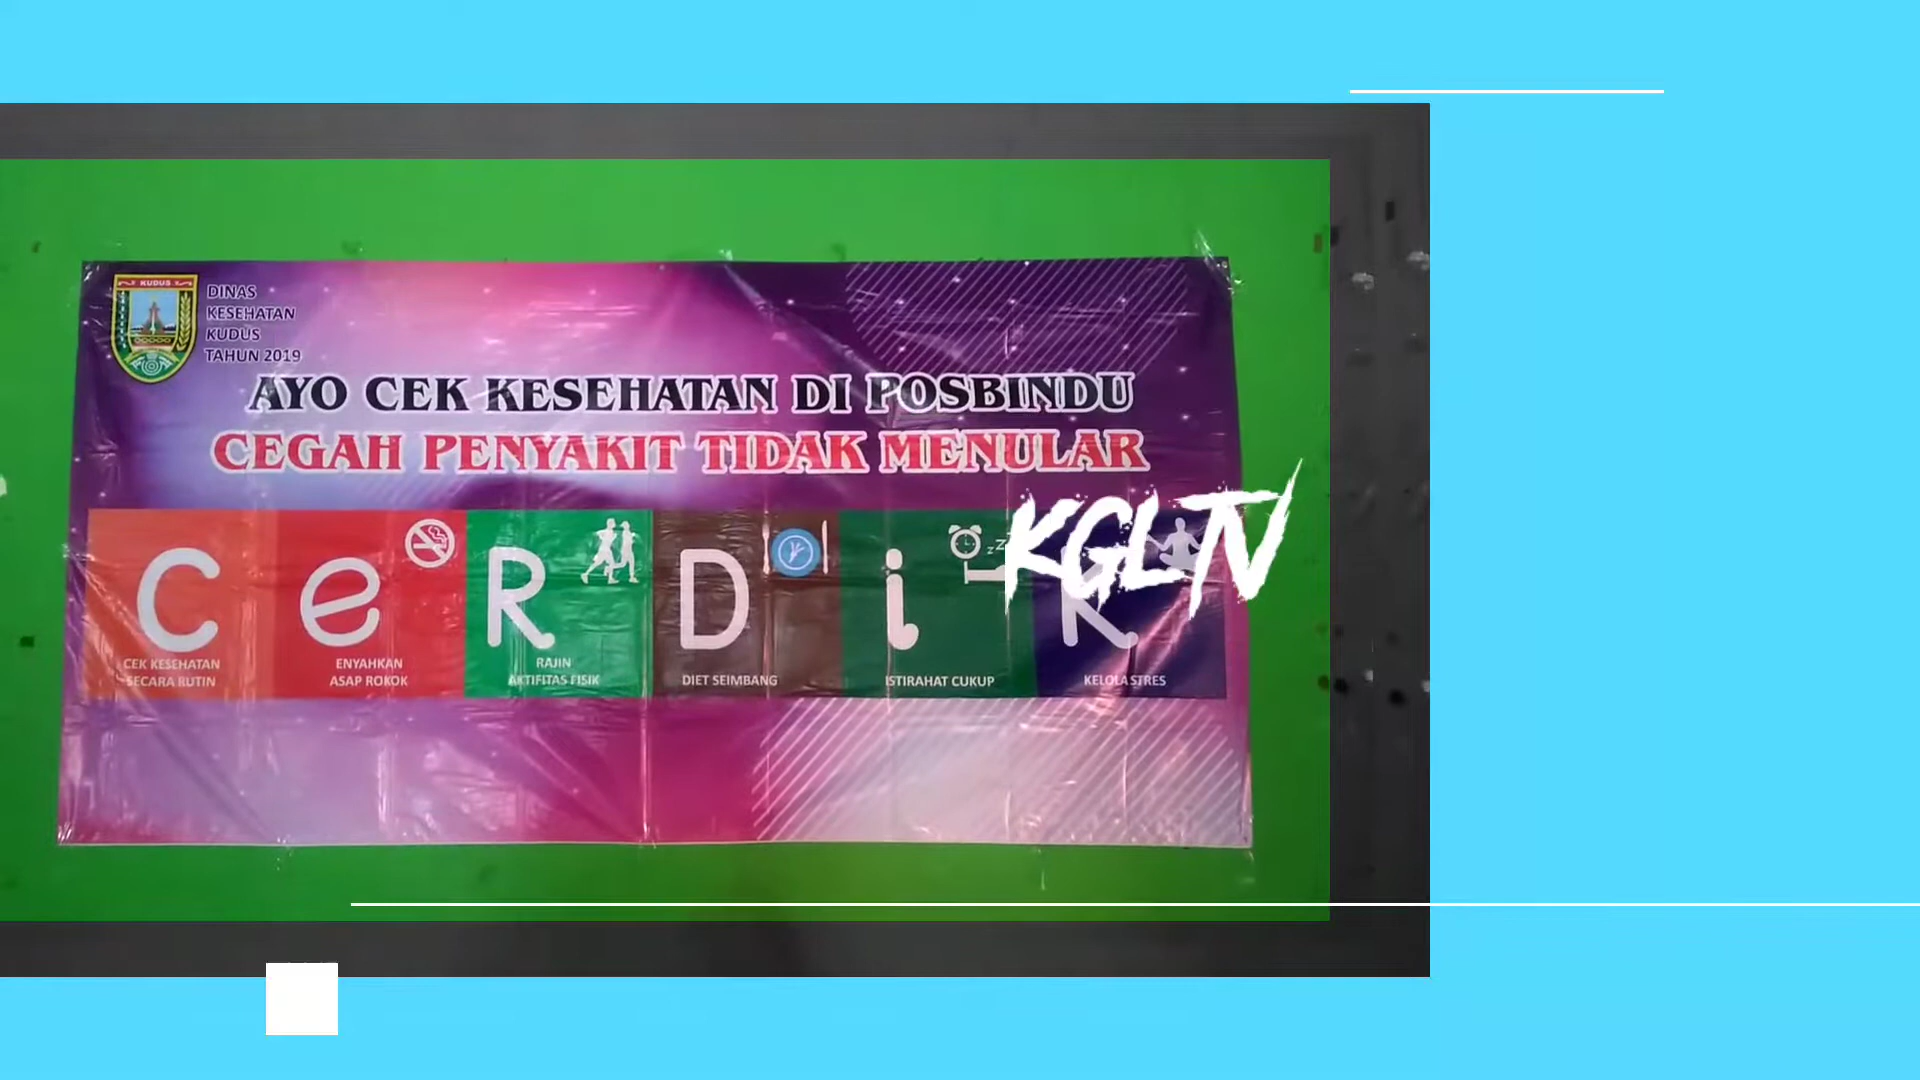 KUDUS
DINAS
KESEHATAN
KUDUS
TAHUN 2019
AYO CEK KESEHATAN DI POSBINDU
CEGAH PENYAKIT TIDAK MENULAR
KGLTV
CeRDiK
CEK KESEHATAN
SECARA RUTIN
ENYAHKAN
ASAP ROKOK
RAJIN
AKTIFITAS FISIK
DIET SEIMBANG
ISTIRAHAT CUKUP
KELOLA STRES